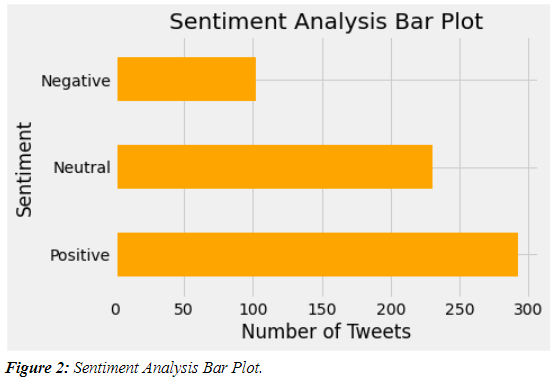 Sentiment Analysis Bar Plot
Negative
Neutral
Positive
Sentiment
0 50 100 150 200 250 300
Number of Tweets
Figure 2: Sentiment Analysis Bar Plot.